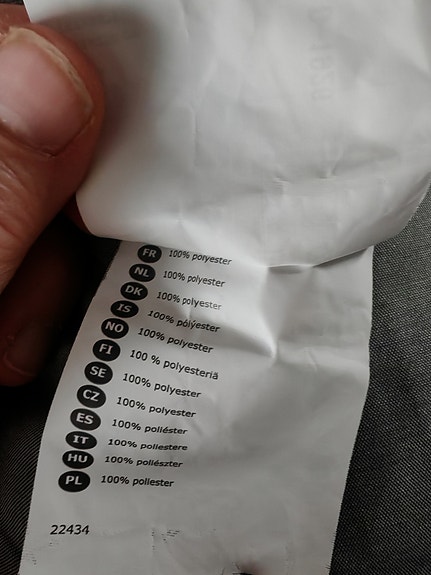 FR 100% polyester
NL 100% polyester
DK 100% polyester
IS 100% pólýester
NO 100% polyester
FI 100 % polyesteriä
SE 100% polyester
CZ 100% polyester
ES 100% poliéster
IT 100% poliestere
HU 100% poliészter
PL 100% poliester
22434